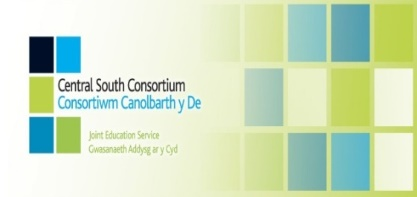 Central South Consortium
Consortiwm Canolbarth y De
Joint Education Service
Gwasanaeth Addysg ar y Cyd